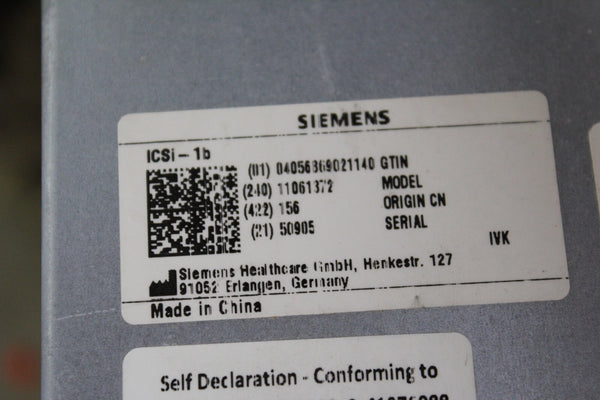 SIEMENS
ICSi - 1b
(01) 04056369021140 GTIN
(240) 11061372 MODEL
(422) 156 ORIGIN CN
(21) 50905 SERIAL
IVK
Siemens Healthcare GmbH, Henkestr. 127
91052 Erlangen, Germany
Made in China
Self Declaration - Conforming to